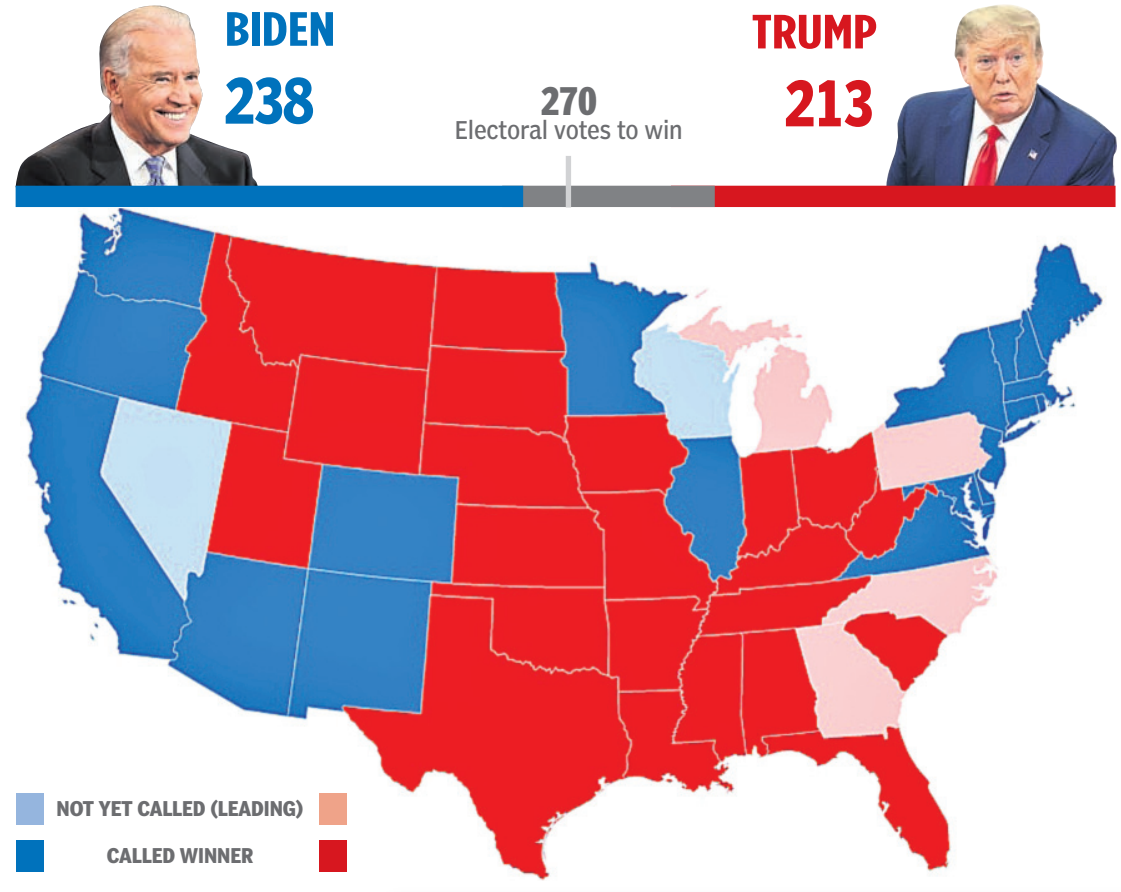 BIDEN
238
270
Electoral votes to win
TRUMP
213
NOT YET CALLED (LEADING)
CALLED WINNER